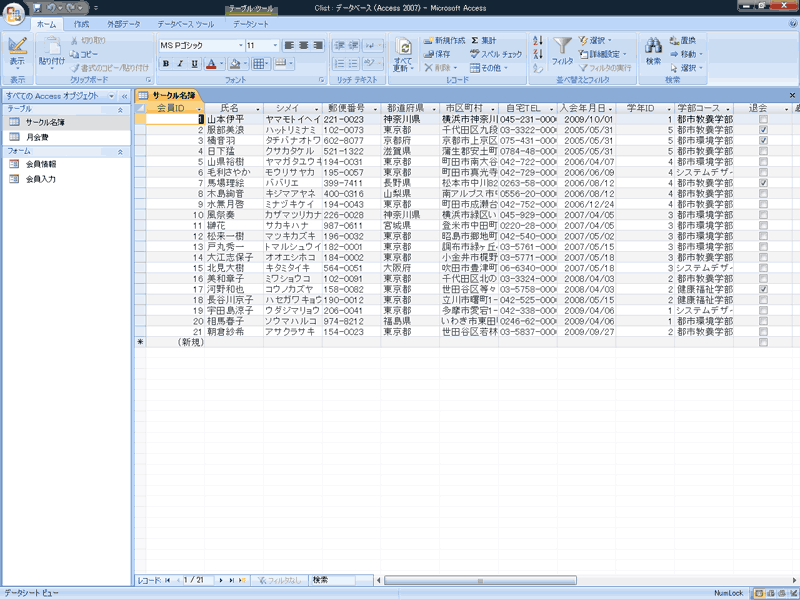 テーブル ツール
Clist : データベース (Access 2007) - Microsoft Access
ホーム 作成 外部データ データベース ツール データシート
表示 貼り付け 切り取り コピー 書式のコピー/貼り付け
MS Pゴシック 11
B I U
すべて更新 新規作成 保存 削除 集計 スペル チェック その他
フィルタ 選択 詳細設定 フィルタの実行
検索 置換 移動 選択
表示 クリップボード フォント リッチ テキスト レコード 並べ替えとフィルタ 検索
すべての Access オブジェクト
テーブル
サークル名簿
月会費
フォーム
会員情報
会員入力
サークル名簿
会員ID 氏名 シメイ 郵便番号 都道府県 市区町村 自宅TEL 入会年月日 学年ID 学部コース 退会
1 山本伊平 ヤマモトイヘイ 221-0023 神奈川県 横浜市神奈川 045-231-000 2009/10/01 1 都市教養学部
2 服部美浪 ハットリミナミ 102-0073 東京都 千代田区九段 03-3322-000 2005/05/31 5 都市教養学部
3 橘音羽 タチバナオトワ 602-8077 京都府 京都市上京区 075-431-000 2005/05/31 5 都市環境学部
4 日下猛 クサカタケル 521-1322 滋賀県 蒲生郡安土町 0784-48-000 2005/05/31 5 都市教養学部
5 山県裕樹 ヤマガタユウキ 194-0031 東京都 町田市南大谷 042-722-000 2006/04/07 4 都市教養学部
6 毛利さやか モウリサヤカ 195-0057 東京都 町田市真光寺 042-729-000 2006/06/09 4 システムデザ
7 馬場理絵 ババリエ 399-7411 長野県 松本市中川 0263-58-000 2006/08/12 4 都市教養学部
8 木島綾音 キジマアヤネ 400-0316 山梨県 南アルプス市 0556-20-000 2006/08/12 4 都市教養学部
9 水無月啓 ミナヅキケイ 194-0043 東京都 町田市成瀬台 042-752-000 2006/12/24 4 都市教養学部
10 風祭奏 カザマツリカナ 226-0028 神奈川県 横浜市緑区い 045-929-000 2007/04/05 3 都市環境学部
11 榊花 サカキハナ 987-0611 宮城県 登米市中田町 0220-28-000 2007/04/05 3 都市教養学部
12 松来一樹 マツキカズキ 196-0032 東京都 昭島市郷地町 042-540-000 2007/05/02 3 都市環境学部
13 戸丸秀一 トマルシュウイ 182-0001 東京都 調布市緑ヶ丘 03-5761-000 2007/05/15 3 都市環境学部
14 大江志保子 オオエシホコ 184-0002 東京都 小金井市梶野 03-5771-000 2007/05/18 3 都市教養学部
15 北見大樹 キタミタイキ 564-0051 大阪府 吹田市豊津町 06-6340-000 2007/05/18 3 システムデザ
16 美和章子 ミワショウコ 102-0091 東京都 千代田区北の 03-3324-000 2008/04/03 2 都市教養学部
17 河野和也 コウノカズヤ 158-0082 東京都 世田谷区等々 03-5758-000 2008/04/06 2 健康福祉学部
18 長谷川京子 ハセガワキョウ 190-0012 東京都 立川市曙町1- 042-525-000 2008/05/15 2 健康福祉学部
19 宇田島涼子 ウダジマリョウ 206-0041 東京都 多摩市愛宕1- 042-338-000 2009/04/06 1 システムデザ
20 相馬春子 ソウマハルコ 974-8212 福島県 いわき市東田 0246-62-000 2009/04/06 1 都市環境学部
21 朝倉紗希 アサクラサキ 154-0023 東京都 世田谷区若林 03-5837-000 2009/09/27 2 都市教養学部
* (新規)
レコード: 1 / 21 フィルタなし 検索
データシート ビュー NumLock